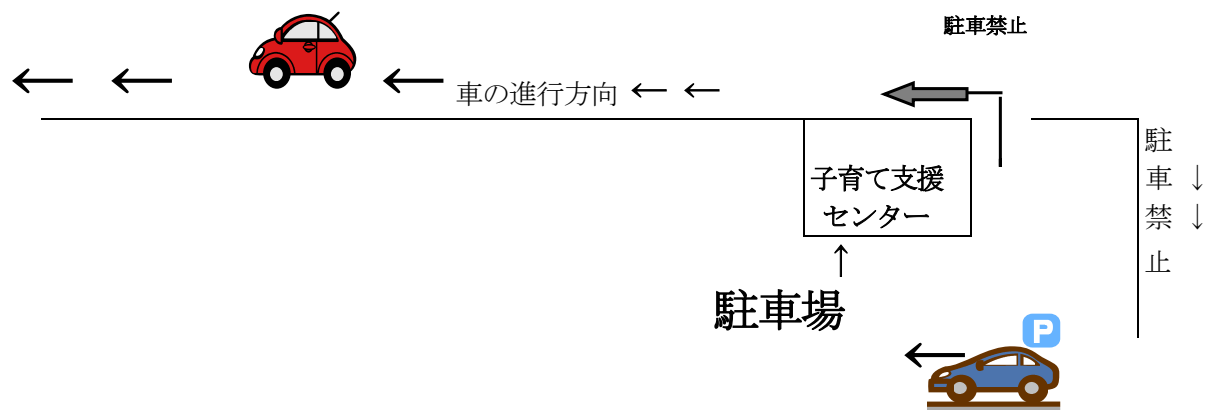 駐車禁止
← ← ← 車の進行方向 ← ←
駐車禁止 ↓↓
子育て支援
センター
↑
駐車場
P
←